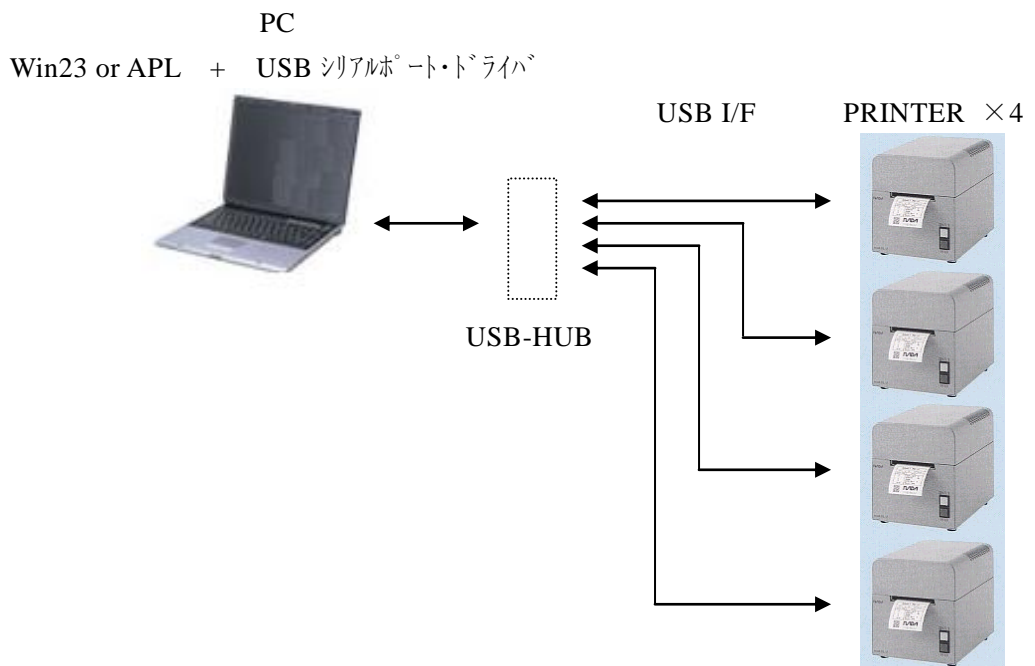 PC
Win23 or APL + USB ｼﾘｱﾙﾎﾟｰﾄ・ﾄﾞﾗｲﾊﾞ
USB I/F PRINTER ×4
USB-HUB